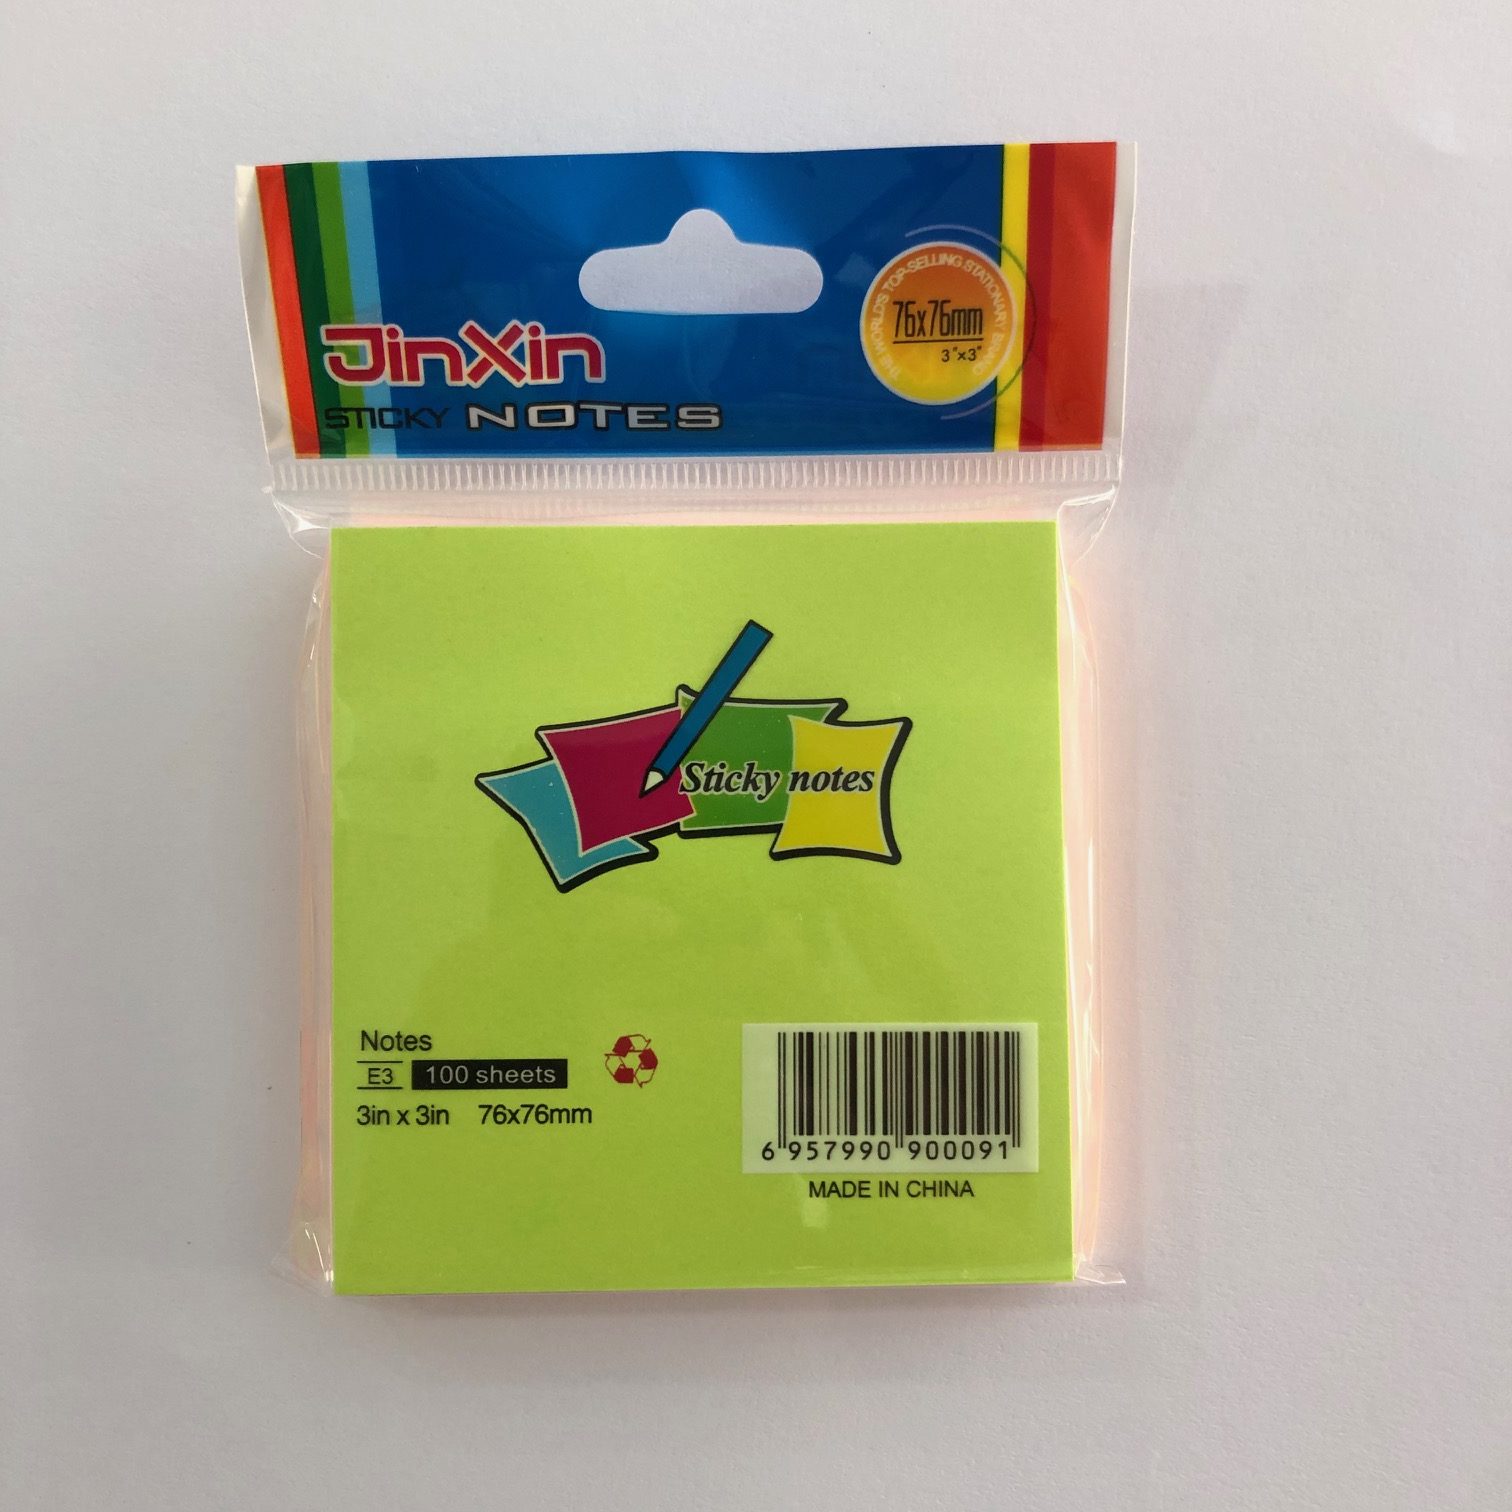 THE WORLD'S TOP-SELLING STATIONARY BRAND
76x76mm
3"x3"
JinXin
STICKY NOTES
Sticky notes
Notes
E3 100 sheets
3in x 3in 76x76mm
6 957990 900091
MADE IN CHINA